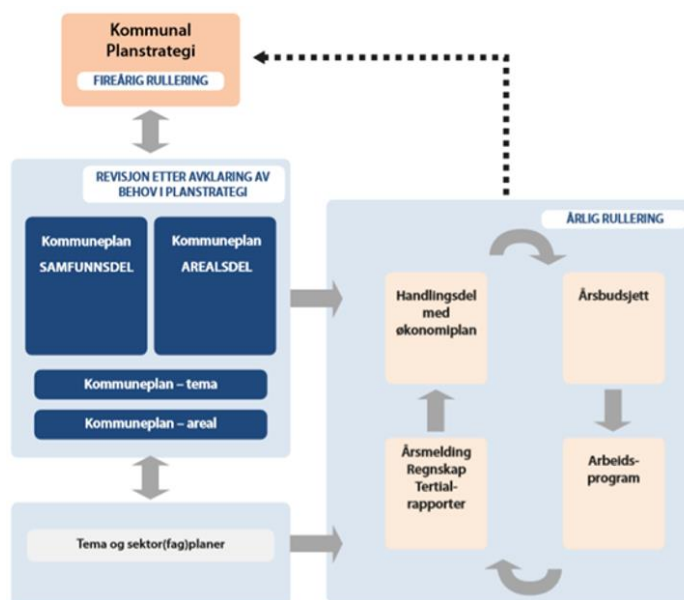 Kommunal
Planstrategi
FIREÅRIG RULLERING
REVISJON ETTER AVKLARING AV
BEHOV I PLANSTRATEGI
Kommuneplan
SAMFUNNSDEL
Kommuneplan
AREALSDEL
Kommuneplan – tema
Kommuneplan – areal
Tema og sektor(fag)planer
ÅRLIG RULLERING
Handlingsdel
med
økonomiplan
Årsbudsjett
Årsmelding
Regnskap
Tertial-
rapporter
Arbeids-
program